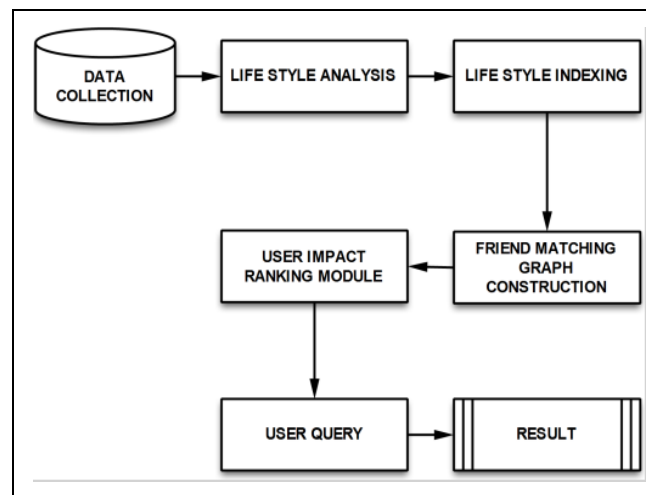 DATA
COLLECTION
LIFE STYLE ANALYSIS
LIFE STYLE INDEXING
FRIEND MATCHING
GRAPH
CONSTRUCTION
USER IMPACT
RANKING MODULE
USER QUERY
RESULT